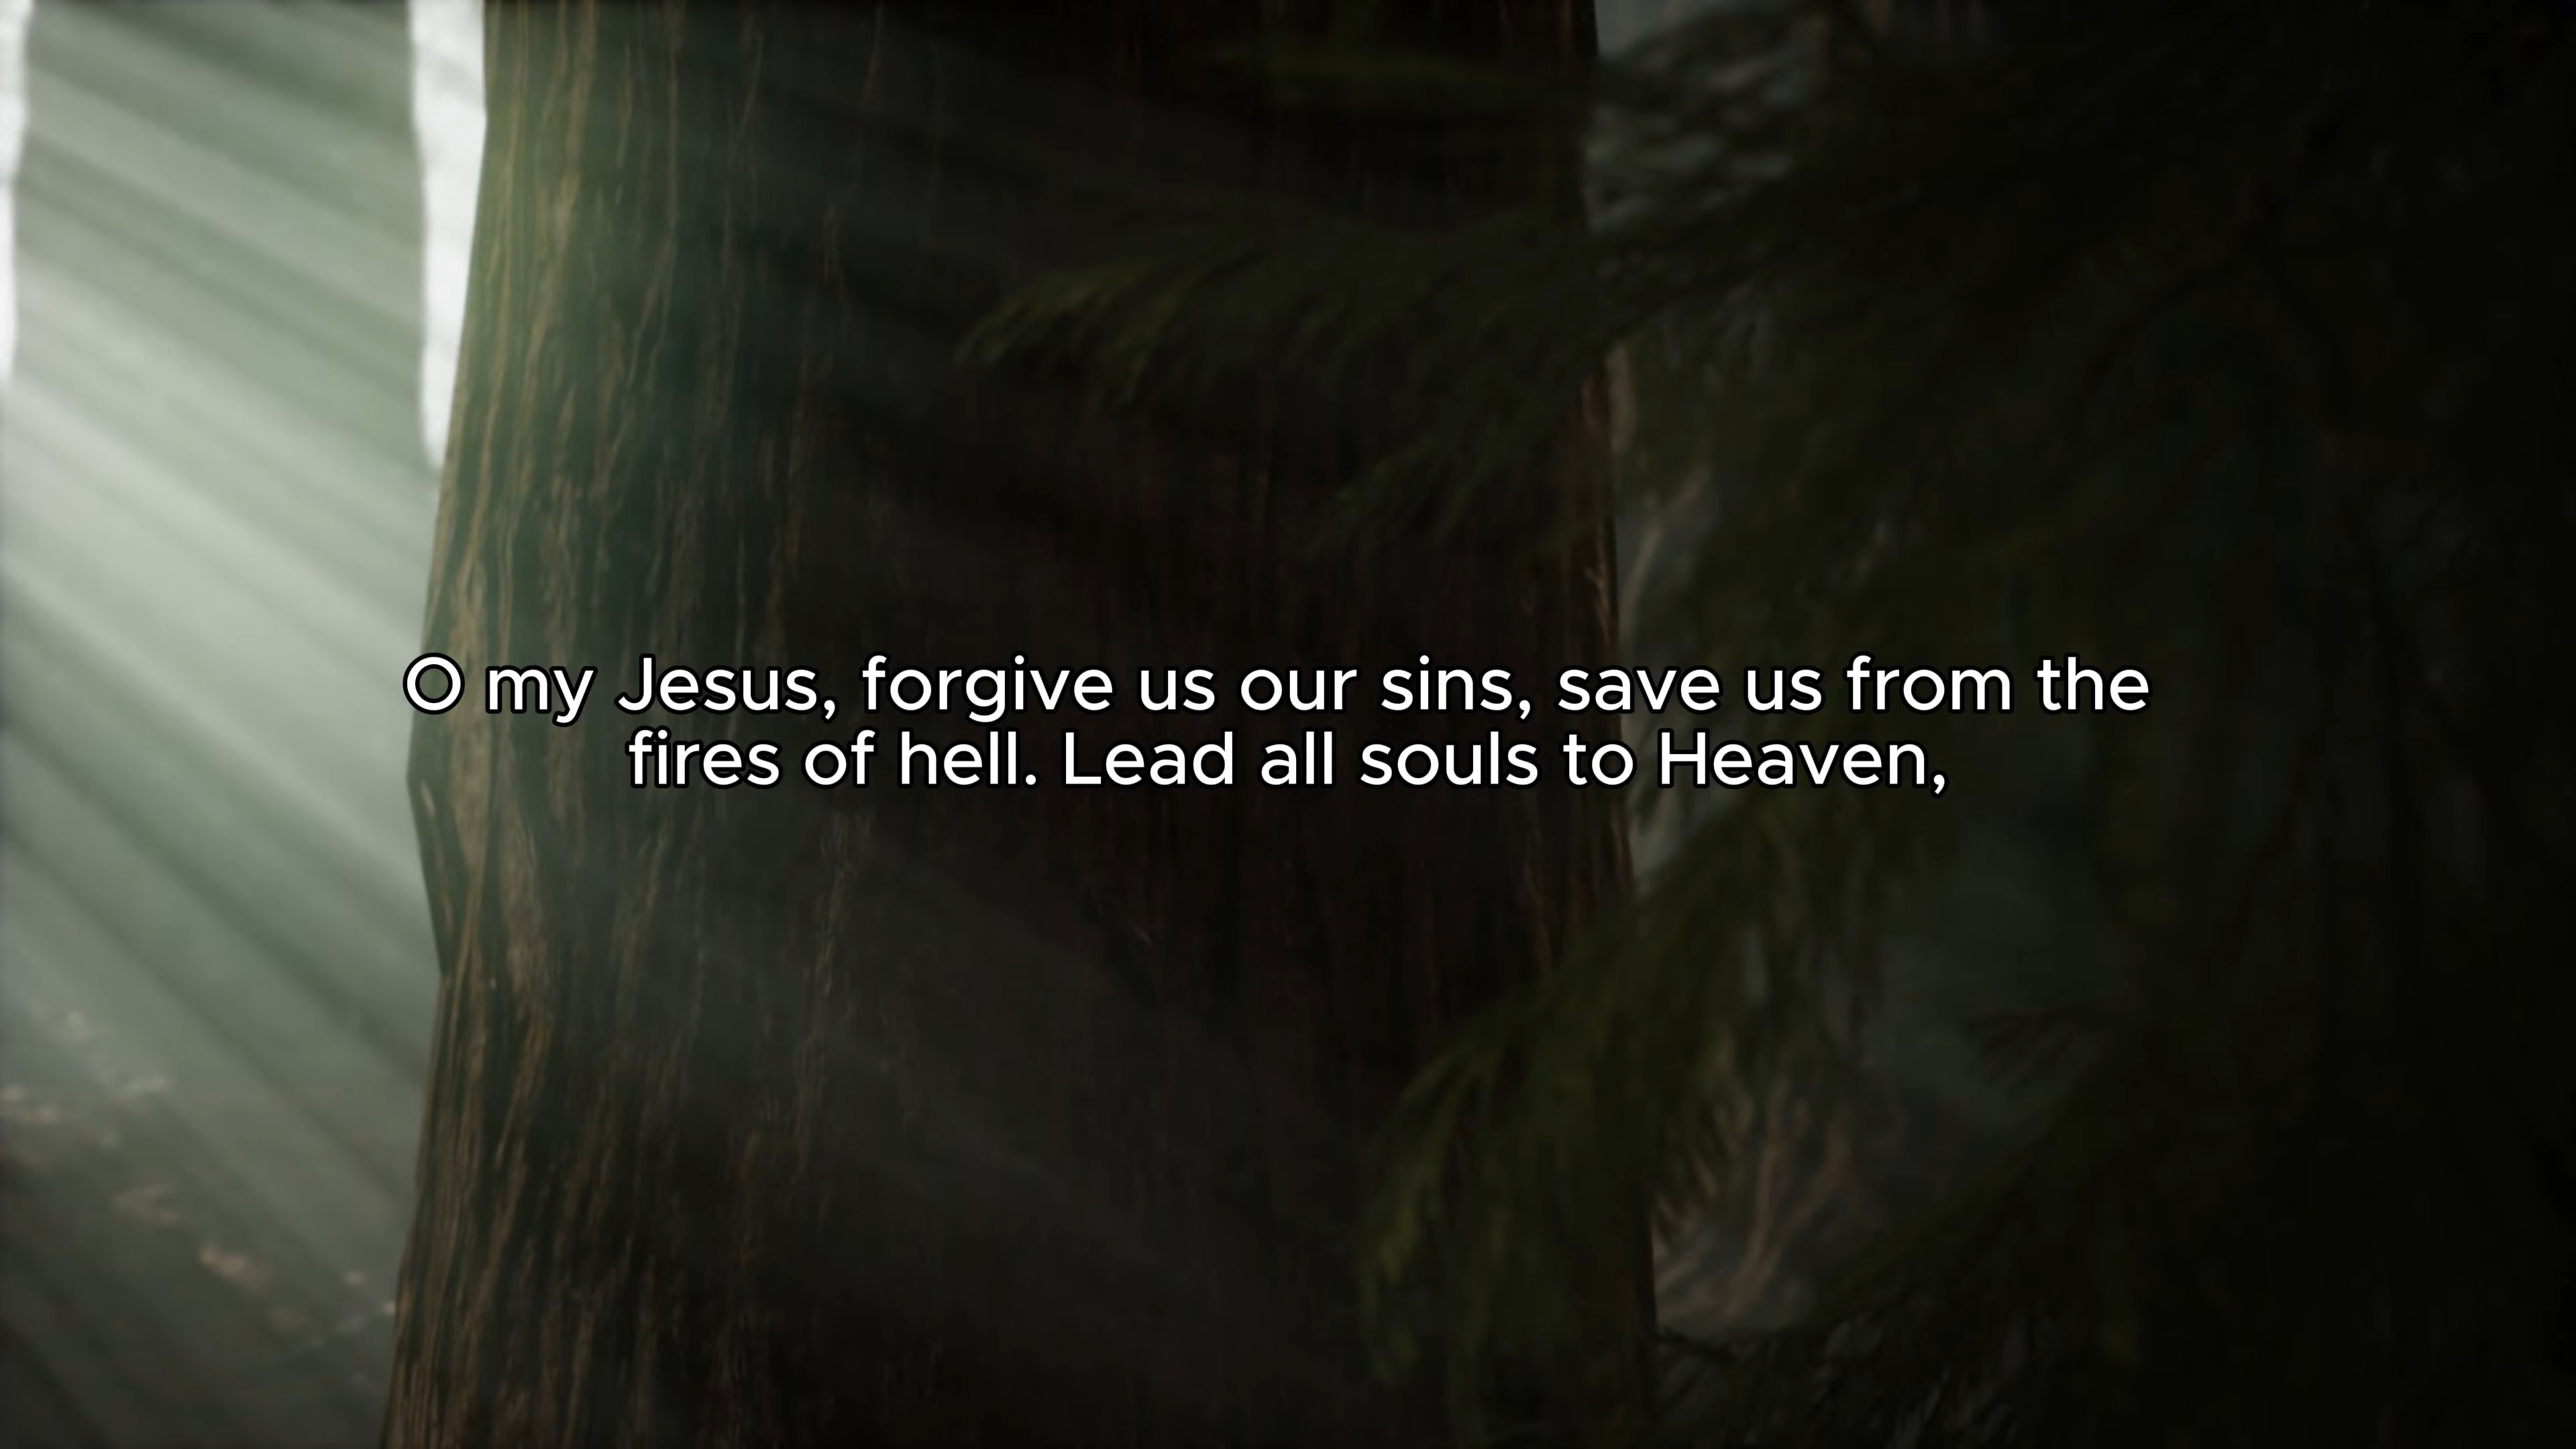 O my Jesus, forgive us our sins, save us from the
fires of hell. Lead all souls to Heaven,